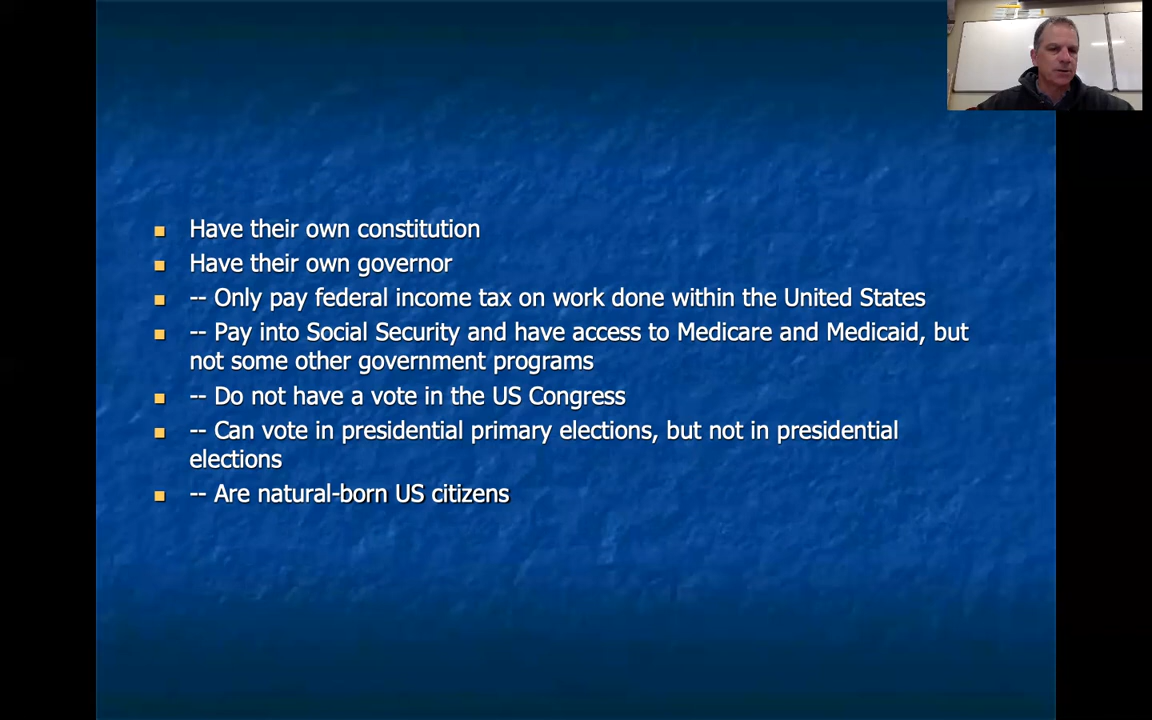 Have their own constitution
Have their own governor
-- Only pay federal income tax on work done within the United States
-- Pay into Social Security and have access to Medicare and Medicaid, but
not some other government programs
-- Do not have a vote in the US Congress
-- Can vote in presidential primary elections, but not in presidential
elections
-- Are natural-born US citizens